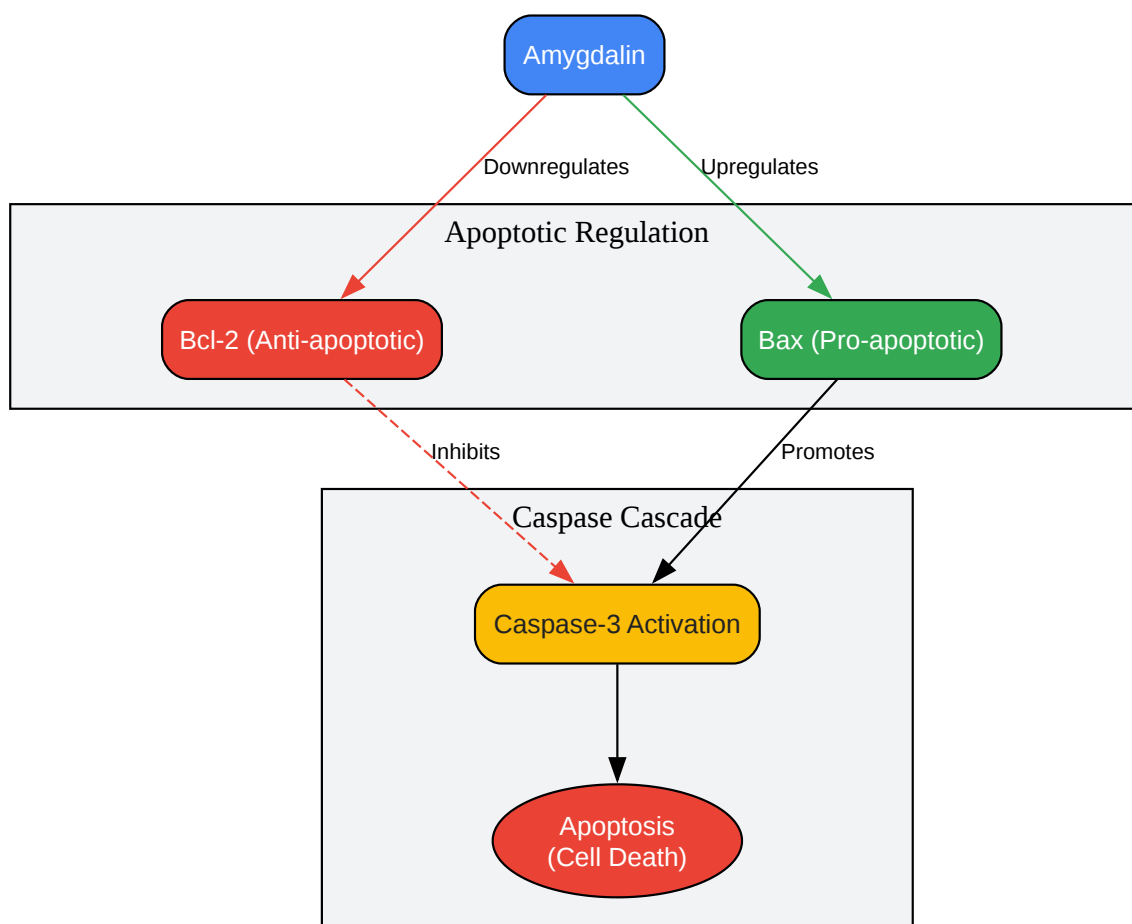 Amygdalin
Downregulates
Upregulates
Apoptotic Regulation
Bcl-2 (Anti-apoptotic)
Bax (Pro-apoptotic)
Inhibits
Promotes
Caspase Cascade
Caspase-3 Activation
Apoptosis
(Cell Death)